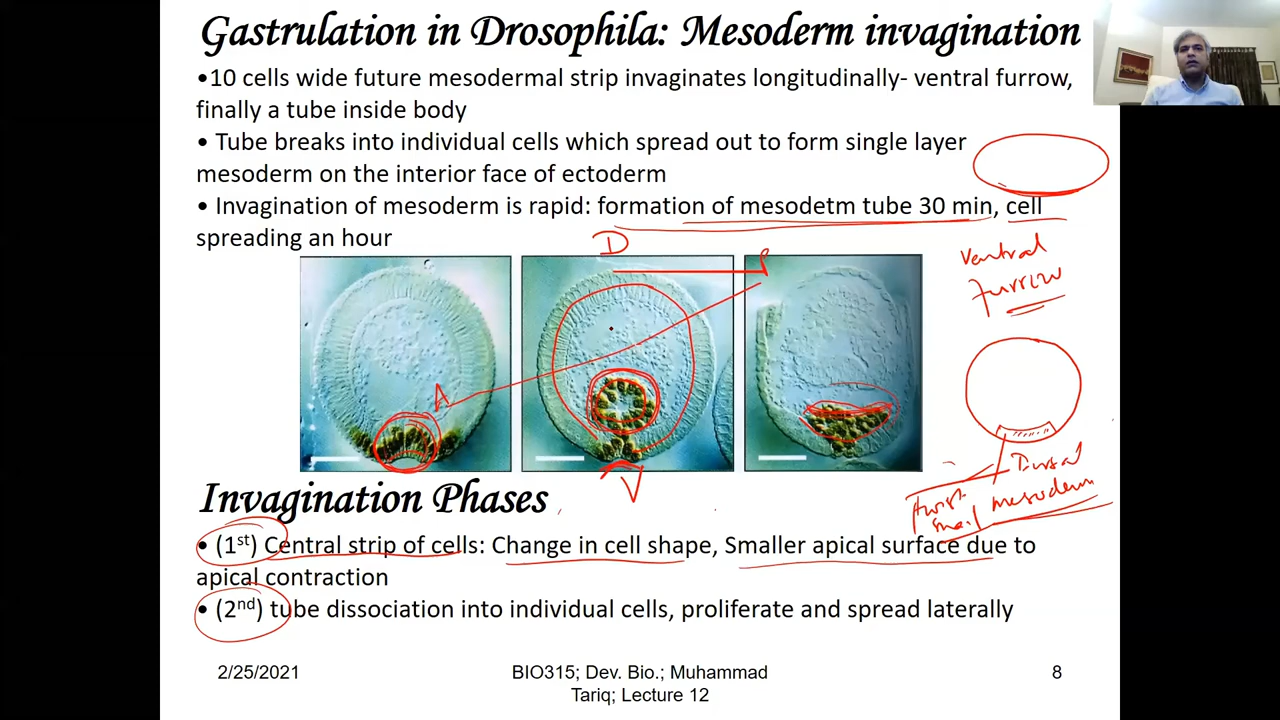 Gastrulation in Drosophila: Mesoderm invagination
•10 cells wide future mesodermal strip invaginates longitudinally- ventral furrow,
finally a tube inside body
• Tube breaks into individual cells which spread out to form single layer
mesoderm on the interior face of ectoderm
• Invagination of mesoderm is rapid: formation of mesodetm tube 30 min, cell
spreading an hour
D
ventral
furrow
A
V
Dorsal
mesoderm
twist
snail
Invagination Phases
• (1st) Central strip of cells: Change in cell shape, Smaller apical surface due to
apical contraction
• (2nd) tube dissociation into individual cells, proliferate and spread laterally
2/25/2021
BIO315; Dev. Bio.; Muhammad
Tariq; Lecture 12
8